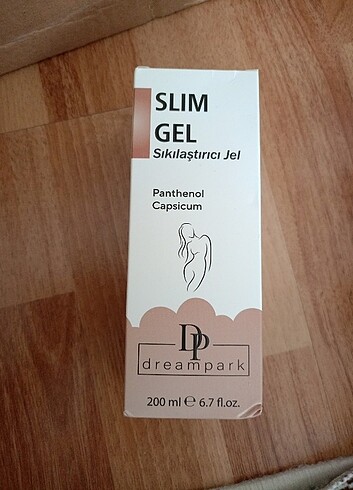 SLIM
GEL
Sıkılaştırıcı Jel
Panthenol
Capsicum
DP
dreampark
200 ml ℮ 6.7 fl.oz.